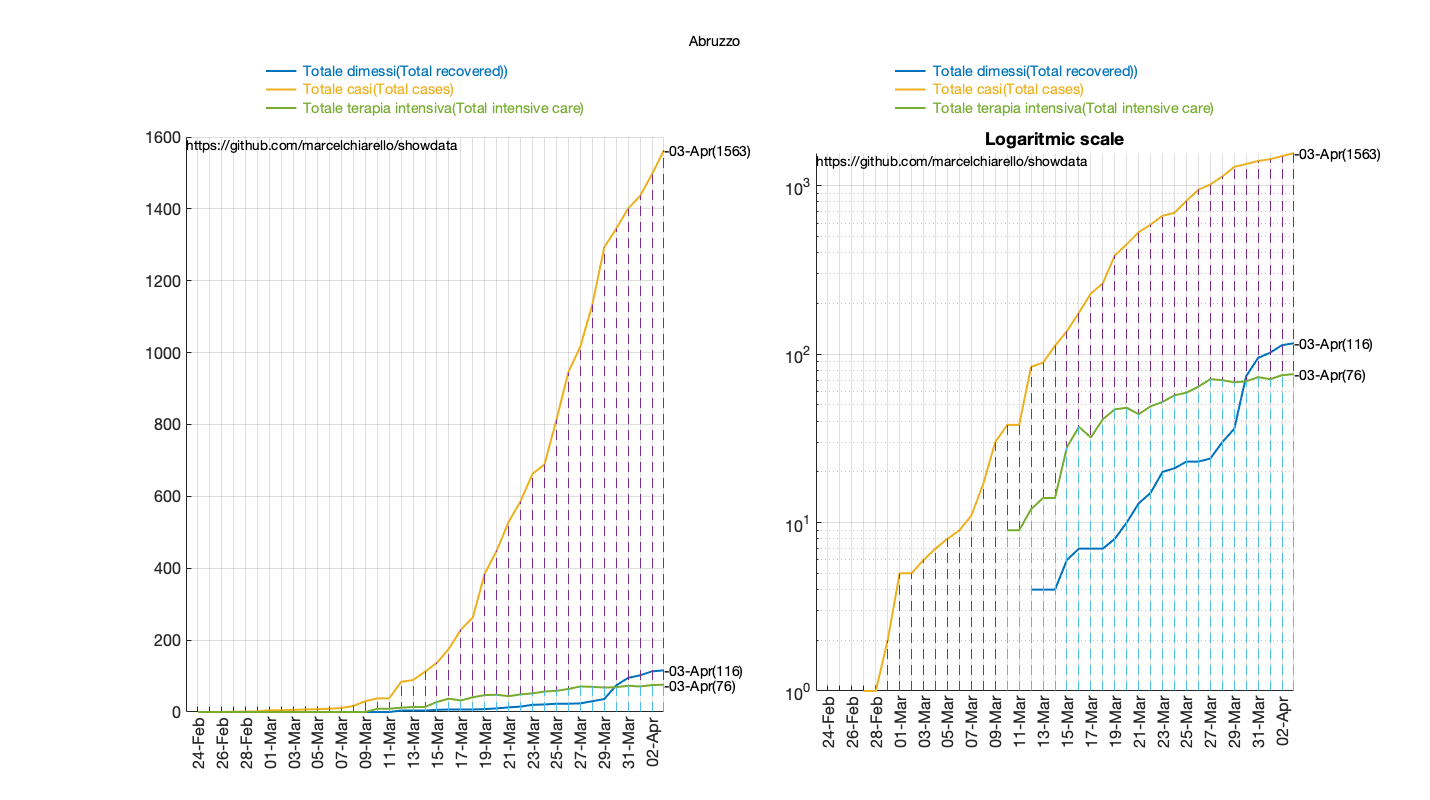 Abruzzo
Totale dimessi(Total recovered))
Totale casi(Total cases)
Totale terapia intensiva(Total intensive care)
https://github.com/marcelchiarello/showdata
1600
1400
1200
1000
800
600
400
200
0
-03-Apr(1563)
-03-Apr(116)
-03-Apr(76)
24-Feb
26-Feb
28-Feb
01-Mar
03-Mar
05-Mar
07-Mar
09-Mar
11-Mar
13-Mar
15-Mar
17-Mar
19-Mar
21-Mar
23-Mar
25-Mar
27-Mar
29-Mar
31-Mar
02-Apr
Totale dimessi(Total recovered))
Totale casi(Total cases)
Totale terapia intensiva(Total intensive care)
Logaritmic scale
https://github.com/marcelchiarello/showdata
10³
10²
10¹
10⁰
-03-Apr(1563)
-03-Apr(116)
-03-Apr(76)
24-Feb
26-Feb
28-Feb
01-Mar
03-Mar
05-Mar
07-Mar
09-Mar
11-Mar
13-Mar
15-Mar
17-Mar
19-Mar
21-Mar
23-Mar
25-Mar
27-Mar
29-Mar
31-Mar
02-Apr